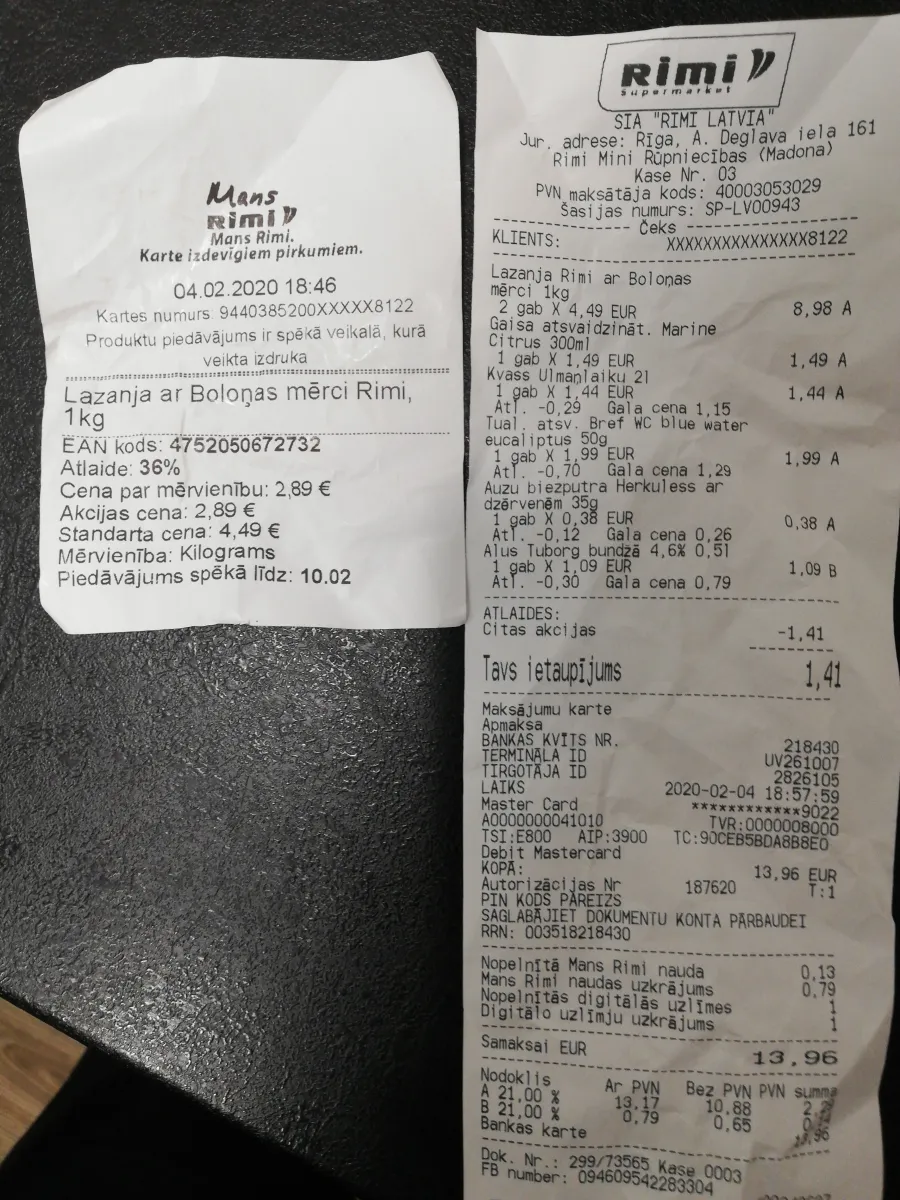 Mans
Rimi
Mans Rimi.
Karte izdevīgiem pirkumiem.
04.02.2020 18:46
Kartes numurs: 9440385200XXXXX8122
Produktu piedāvājums ir spēkā veikalā, kurā
veikta izdruka
Lazanja ar Boloņas mērci Rimi,
1kg
EAN kods: 4752050672732
Atlaide: 36%
Cena par mērvienību: 2,89 €
Akcijas cena: 2,89 €
Standarta cena: 4,49 €
Mērvienība: Kilograms
Piedāvājums spēkā līdz: 10.02
Rimi
Supermarket
SIA "RIMI LATVIA"
Jur. adrese: Rīga, A. Deglava iela 161
Rimi Mini Rūpniecības (Madona)
Kase Nr. 03
PVN maksātāja kods: 40003053029
Šasijas numurs: SP-LV00943
Čeks
KLIENTS: XXXXXXXXXXXXXXX8122
Lazanja Rimi ar Boloņas
mērci 1kg
2 gab X 4,49 EUR 8,98 A
Gaisa atsvaidzināt. Marine
Citrus 300ml
1 gab X 1,49 EUR 1,49 A
Kvass Ulmaņlaiku 2l
1 gab X 1,44 EUR 1,44 A
Atl. -0,29 Gala cena 1,15
Tual. atsv. Bref WC blue water
eucaliptus 50g
1 gab X 1,99 EUR 1,99 A
Atl. -0,70 Gala cena 1,29
Auzu biezputra Herkuless ar
dzērvenēm 35g
1 gab X 0,38 EUR 0,38 A
Atl. -0,12 Gala cena 0,26
Alus Tuborg bundžā 4,6% 0,5l
1 gab X 1,09 EUR 1,09 B
Atl. -0,30 Gala cena 0,79
ATLAIDES:
Citas akcijas -1,41
Tavs ietaupījums 1,41
Maksājumu karte
Apmaksa
BANKAS KVĪTS NR. 218430
TERMINĀLA ID UV261007
TIRGOTĀJA ID 2826105
LAIKS 2020-02-04 18:57:59
Master Card ************9022
A0000000041010 TVR:0000008000
TSI:E800 AIP:3900 TC:90CEB5BDA8B8EE0
Debit Mastercard
KOPĀ: 13,96 EUR
Autorizācijas Nr 187620 T:1
PIN KODS PAREIZS
SAGLABĀJIET DOKUMENTU KONTA PĀRBAUDEI
RRN: 003518218430
Nopelnītā Mans Rimi nauda 0,13
Mans Rimi naudas uzkrājums 0,79
Nopelnītās digitālās uzlīmes 1
Digitālo uzlīmju uzkrājums 1
Samaksai EUR 13,96
Nodoklis Ar PVN Bez PVN PVN summa
A 21,00 % 13,17 10,88
B 21,00 % 0,79 0,65
Bankas karte 13,96
Dok. Nr.: 299/73565 Kase 0003
FB number: 094609542283304